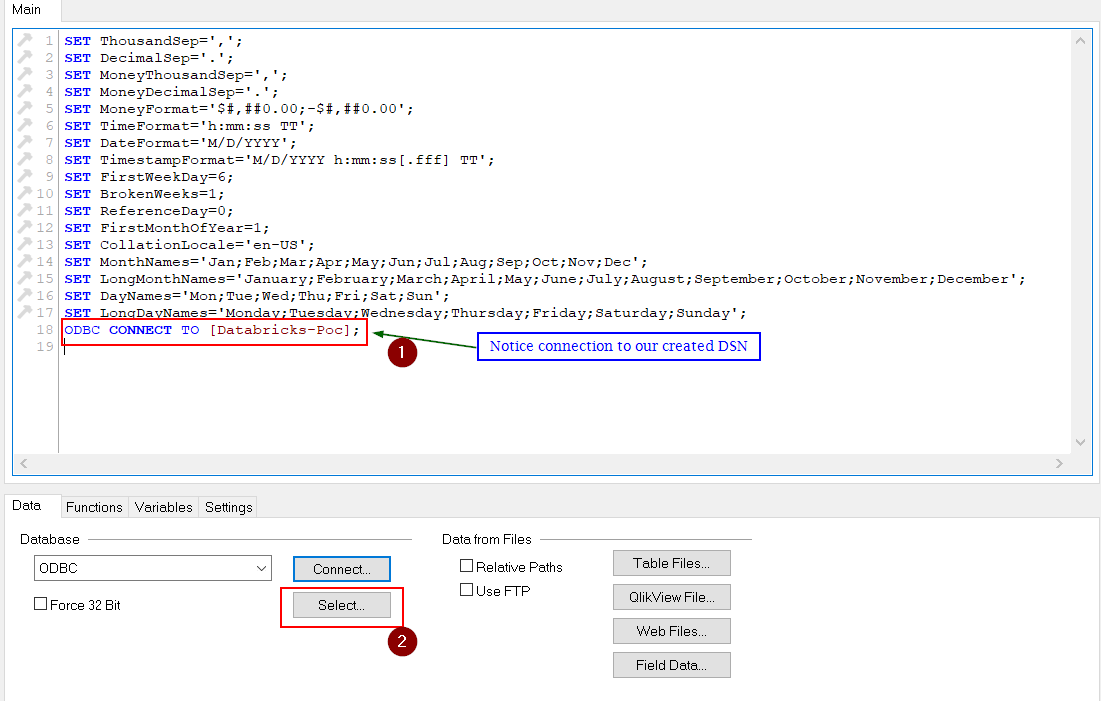 Main
1 SET ThousandSep=',';
2 SET DecimalSep='.';
3 SET MoneyThousandSep=',';
4 SET MoneyDecimalSep='.';
5 SET MoneyFormat='$#,##0.00;-$#,##0.00';
6 SET TimeFormat='h:mm:ss TT';
7 SET DateFormat='M/D/YYYY';
8 SET TimestampFormat='M/D/YYYY h:mm:ss[.fff] TT';
9 SET FirstWeekDay=6;
10 SET BrokenWeeks=1;
11 SET ReferenceDay=0;
12 SET FirstMonthOfYear=1;
13 SET CollationLocale='en-US';
14 SET MonthNames='Jan;Feb;Mar;Apr;May;Jun;Jul;Aug;Sep;Oct;Nov;Dec';
15 SET LongMonthNames='January;February;March;April;May;June;July;August;September;October;November;December';
16 SET DayNames='Mon;Tue;Wed;Thu;Fri;Sat;Sun';
17 SET LongDayNames='Monday;Tuesday;Wednesday;Thursday;Friday;Saturday;Sunday';
18 ODBC CONNECT TO [Databricks-Poc];
19
1
Notice connection to our created DSN
Data Functions Variables Settings
Database
ODBC
Connect...
Force 32 Bit
Select...
2
Data from Files
Relative Paths
Use FTP
Table Files...
QlikView File...
Web Files...
Field Data...